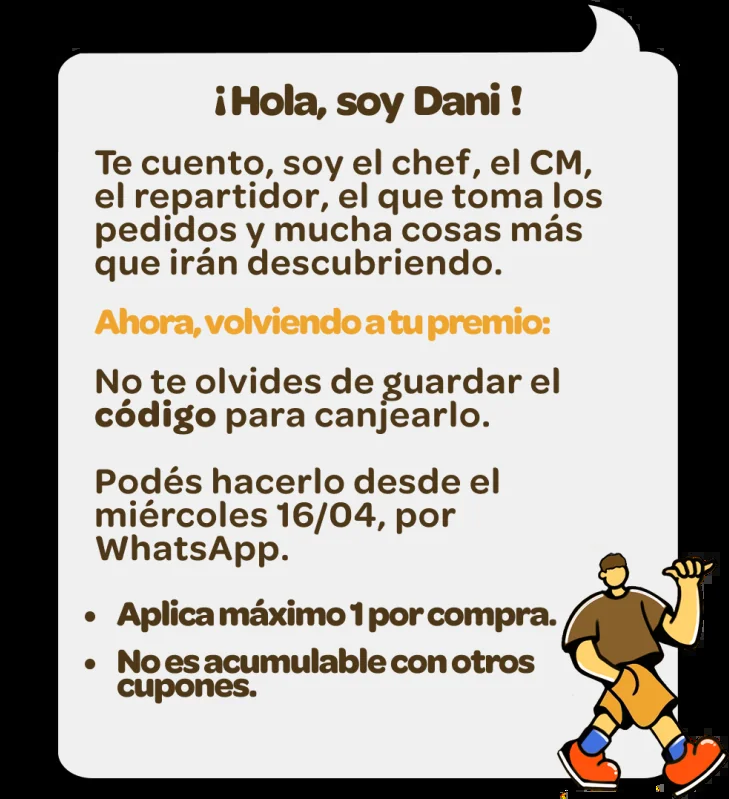 ¡Hola, soy Dani !
Te cuento, soy el chef, el CM,
el repartidor, el que toma los
pedidos y mucha cosas más
que irán descubriendo.
Ahora, volviendo a tu premio:
No te olvides de guardar el
código para canjearlo.
Podés hacerlo desde el
miércoles 16/04, por
WhatsApp.
• Aplica máximo 1 por compra.
• No es acumulable con otros
cupones.